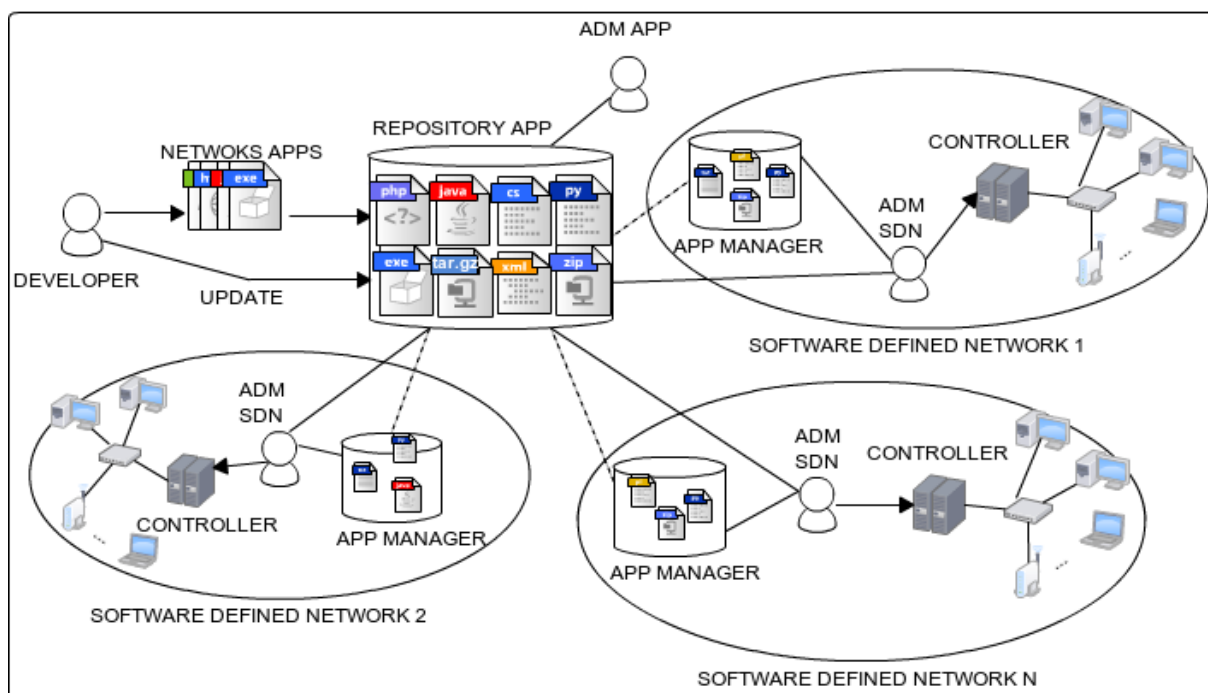 ADM APP
REPOSITORY APP
NETWOKS APPS
exe
php
java
cs
py
exe
tar.gz
xml
zip
DEVELOPER
UPDATE
APP MANAGER
ADM
SDN
CONTROLLER
...
SOFTWARE DEFINED NETWORK 1
ADM
SDN
CONTROLLER
...
java
APP MANAGER
SOFTWARE DEFINED NETWORK 2
APP MANAGER
ADM
SDN
CONTROLLER
...
SOFTWARE DEFINED NETWORK N